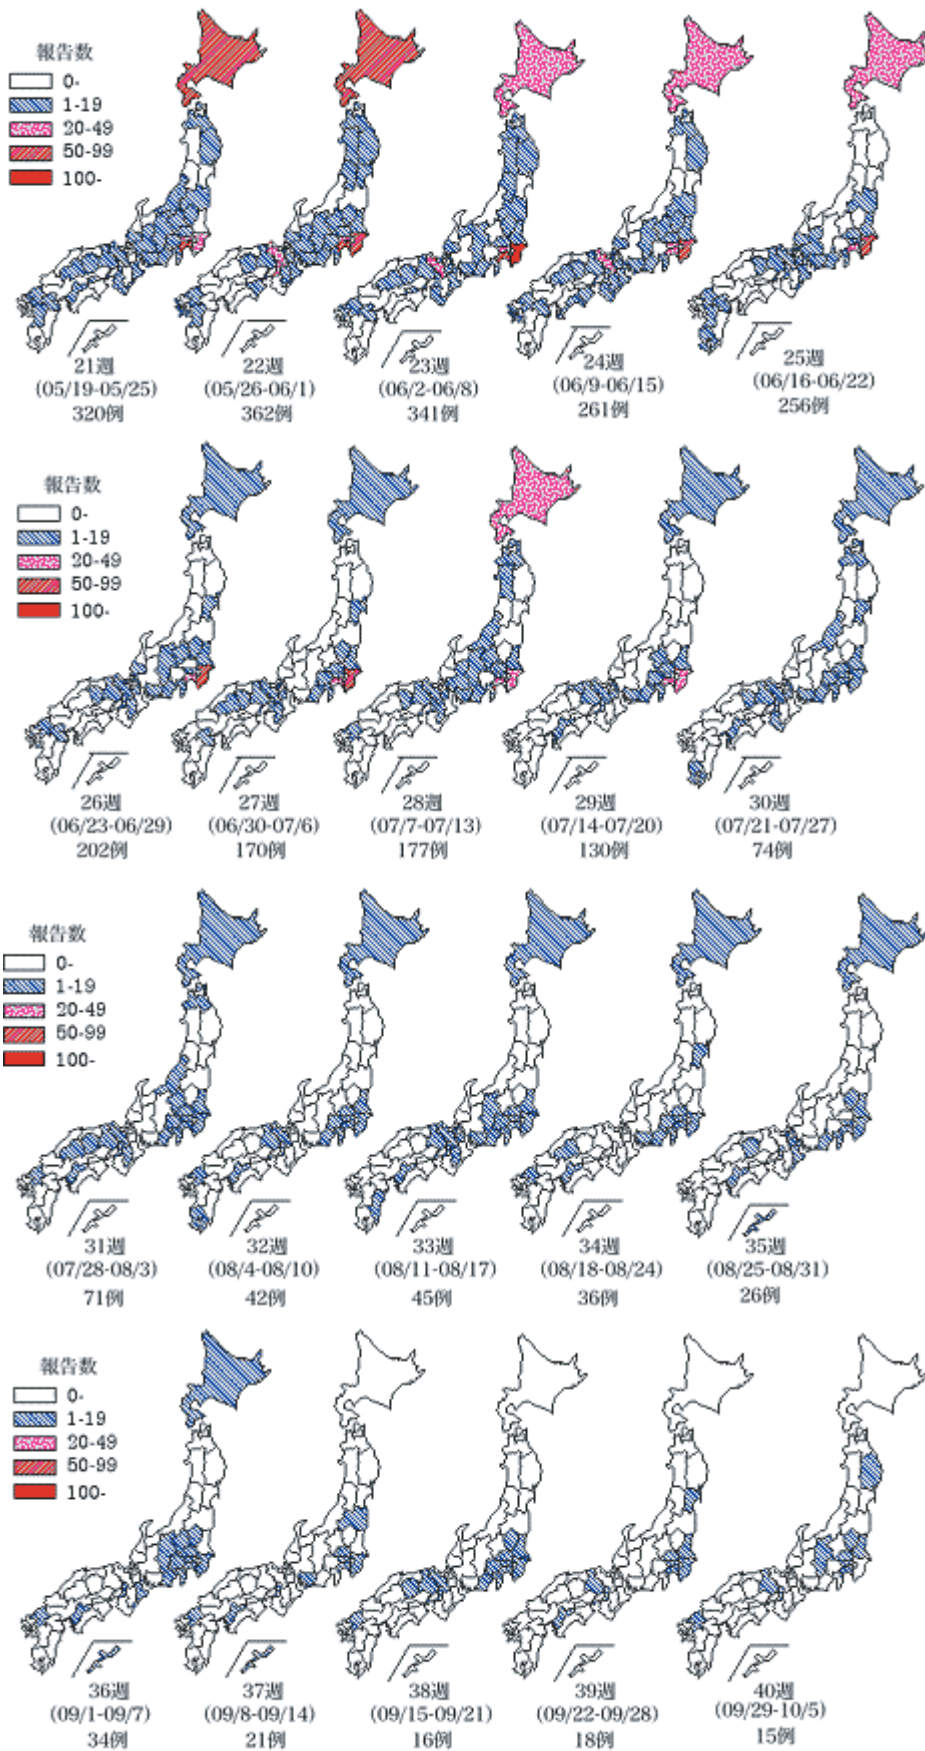 報告数
0-
1-19
20-49
50-99
100-
21週
(05/19-05/25)
320例
22週
(05/26-06/1)
362例
23週
(06/2-06/8)
341例
24週
(06/9-06/15)
261例
25週
(06/16-06/22)
256例
報告数
0-
1-19
20-49
50-99
100-
26週
(06/23-06/29)
202例
27週
(06/30-07/6)
170例
28週
(07/7-07/13)
177例
29週
(07/14-07/20)
130例
30週
(07/21-07/27)
74例
報告数
0-
1-19
20-49
50-99
100-
31週
(07/28-08/3)
71例
32週
(08/4-08/10)
42例
33週
(08/11-08/17)
45例
34週
(08/18-08/24)
36例
35週
(08/25-08/31)
26例
報告数
0-
1-19
20-49
50-99
100-
36週
(09/1-09/7)
34例
37週
(09/8-09/14)
21例
38週
(09/15-09/21)
16例
39週
(09/22-09/28)
18例
40週
(09/29-10/5)
15例